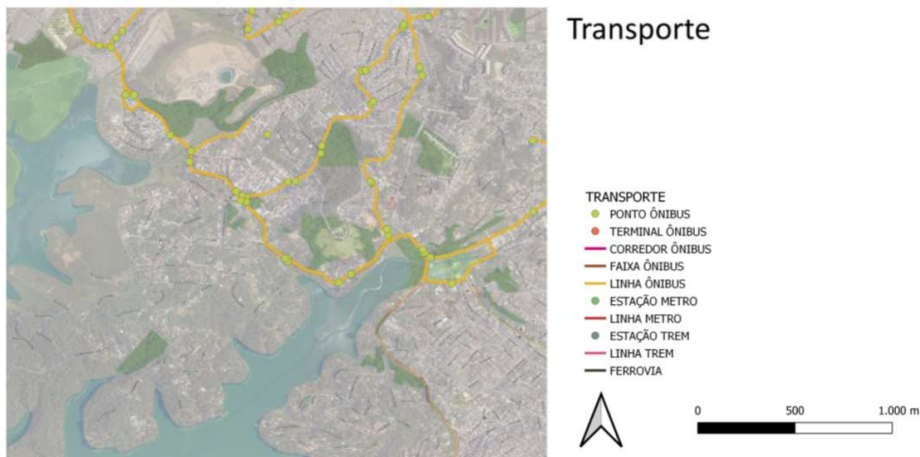 Transporte
TRANSPORTE
PONTO ÔNIBUS
TERMINAL ÔNIBUS
CORREDOR ÔNIBUS
FAIXA ÔNIBUS
LINHA ÔNIBUS
ESTAÇÃO METRO
LINHA METRO
ESTAÇÃO TREM
LINHA TREM
FERROVIA
0 500 1.000 m